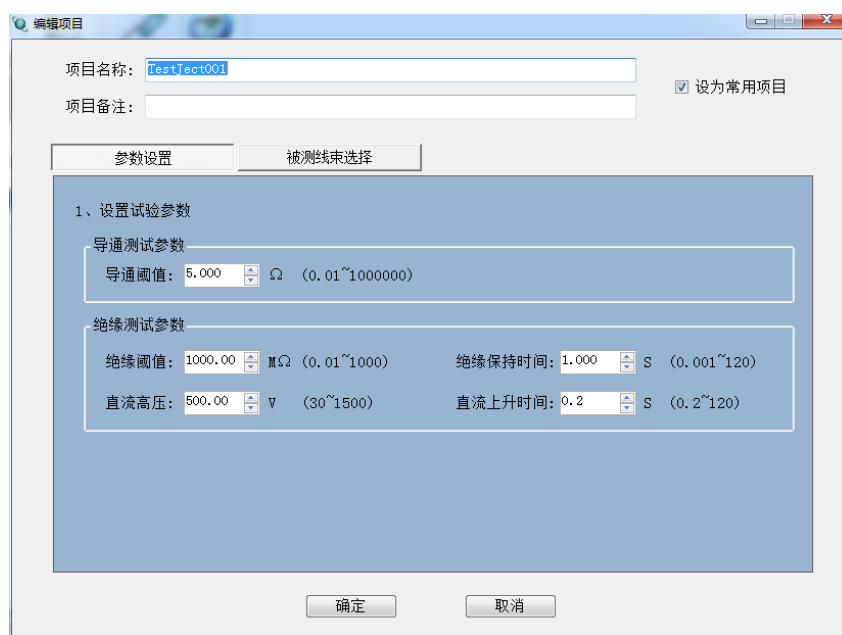 编辑项目
项目名称: TestJect001
设为常用项目
项目备注:
参数设置 被测线束选择
1、设置试验参数
导通测试参数
导通阈值: 5.000 Ω (0.01~1000000)
绝缘测试参数
绝缘阈值: 1000.00 MΩ (0.01~1000) 绝缘保持时间: 1.000 S (0.001~120)
直流高压: 500.00 V (30~1500) 直流上升时间: 0.2 S (0.2~120)
确定 取消